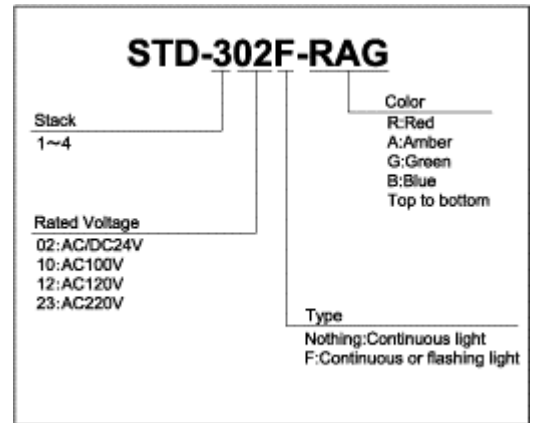 STD-302F-RAG
Stack
1~4
Rated Voltage
02:AC/DC24V
10:AC100V
12:AC120V
23:AC220V
Color
R:Red
A:Amber
G:Green
B:Blue
Top to bottom
Type
Nothing:Continuous light
F:Continuous or flashing light